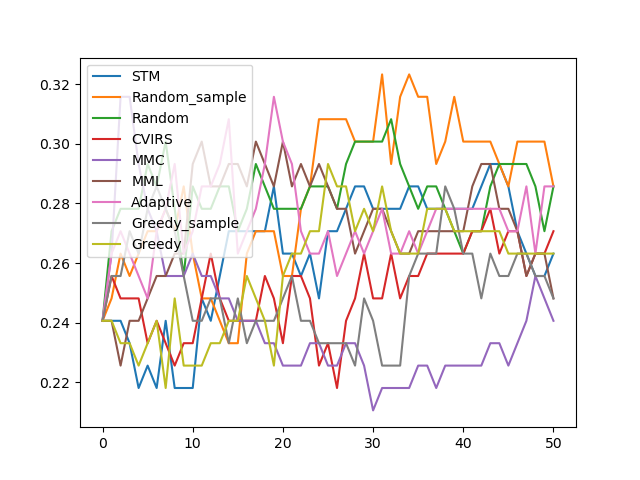 STM
Random_sample
Random
CVIRS
MMC
MML
Adaptive
Greedy_sample
Greedy
0.32
0.30
0.28
0.26
0.24
0.22
0 10 20 30 40 50